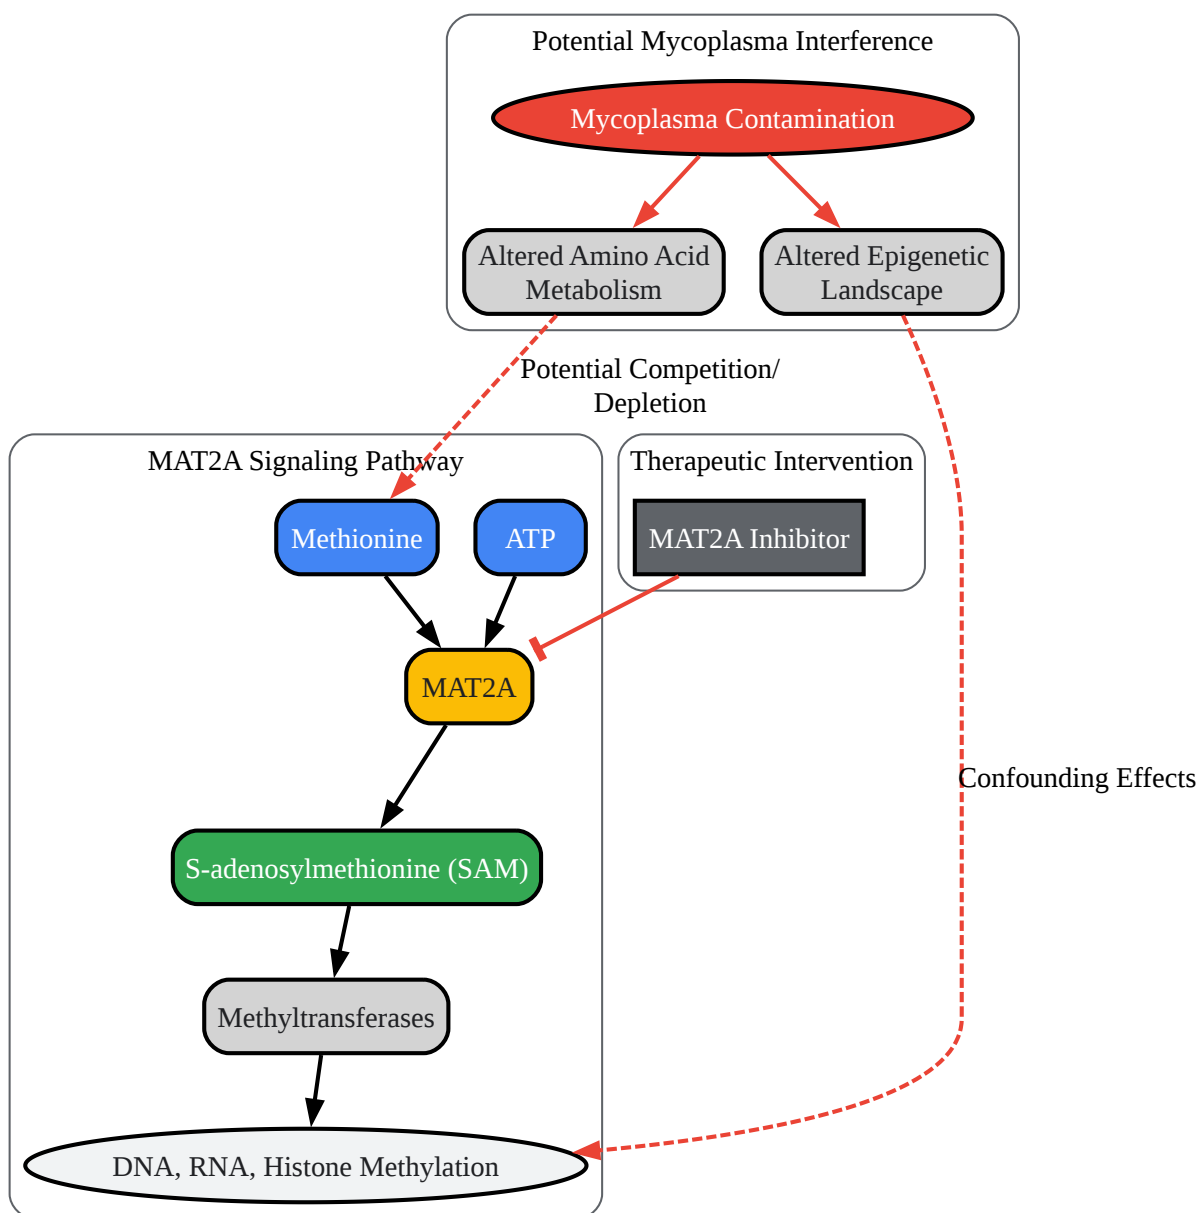 Potential Mycoplasma Interference
Mycoplasma Contamination
Altered Amino Acid
Metabolism
Altered Epigenetic
Landscape
Potential Competition/
Depletion
MAT2A Signaling Pathway
Therapeutic Intervention
Methionine
ATP
MAT2A Inhibitor
MAT2A
Confounding Effects
S-adenosylmethionine (SAM)
Methyltransferases
DNA, RNA, Histone Methylation